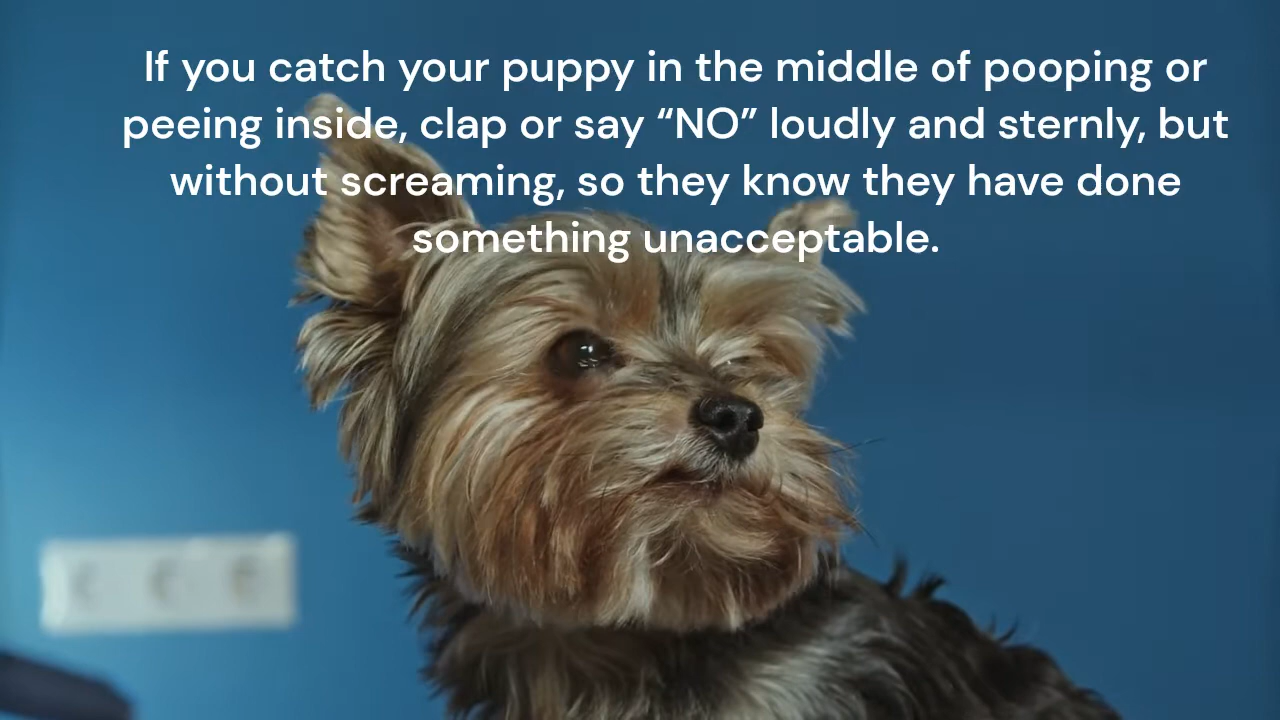 If you catch your puppy in the middle of pooping or
peeing inside, clap or say “NO” loudly and sternly, but
without screaming, so they know they have done
something unacceptable.